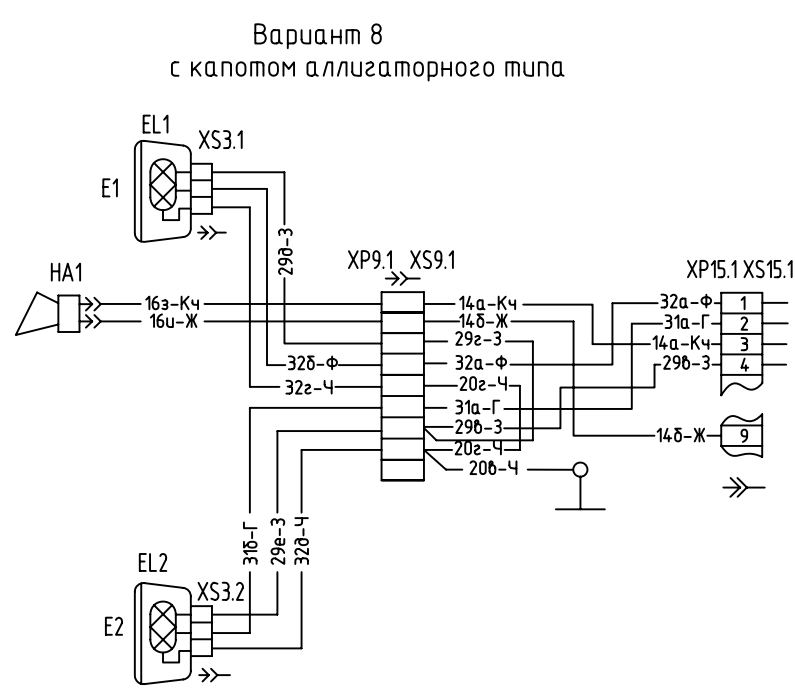 Вариант 8
с капотом аллигаторного типа
EL1
XS3.1
E1
29д-З
HA1
XP9.1 XS9.1
XP15.1 XS15.1
16з-Кч
14а-Кч
32а-Ф
1
16и-Ж
14б-Ж
31а-Г
2
29г-З
14а-Кч
3
32б-Ф
32а-Ф
29в-З
4
32г-Ч
20г-Ч
31а-Г
29в-З
14б-Ж
9
20г-Ч
20в-Ч
31б-Г
29е-З
32д-Ч
EL2
XS3.2
E2